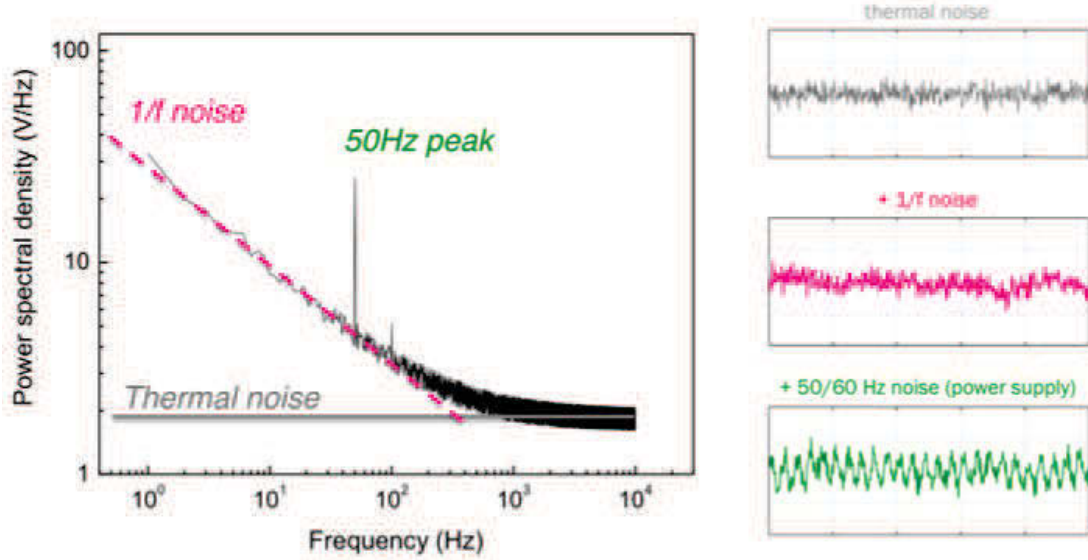 thermal noise
100
1/f noise
50Hz peak
10
Thermal noise
1
10⁰
10¹
10²
10³
10⁴
Frequency (Hz)
Power spectral density (V/Hz)
+ 1/f noise
+ 50/60 Hz noise (power supply)